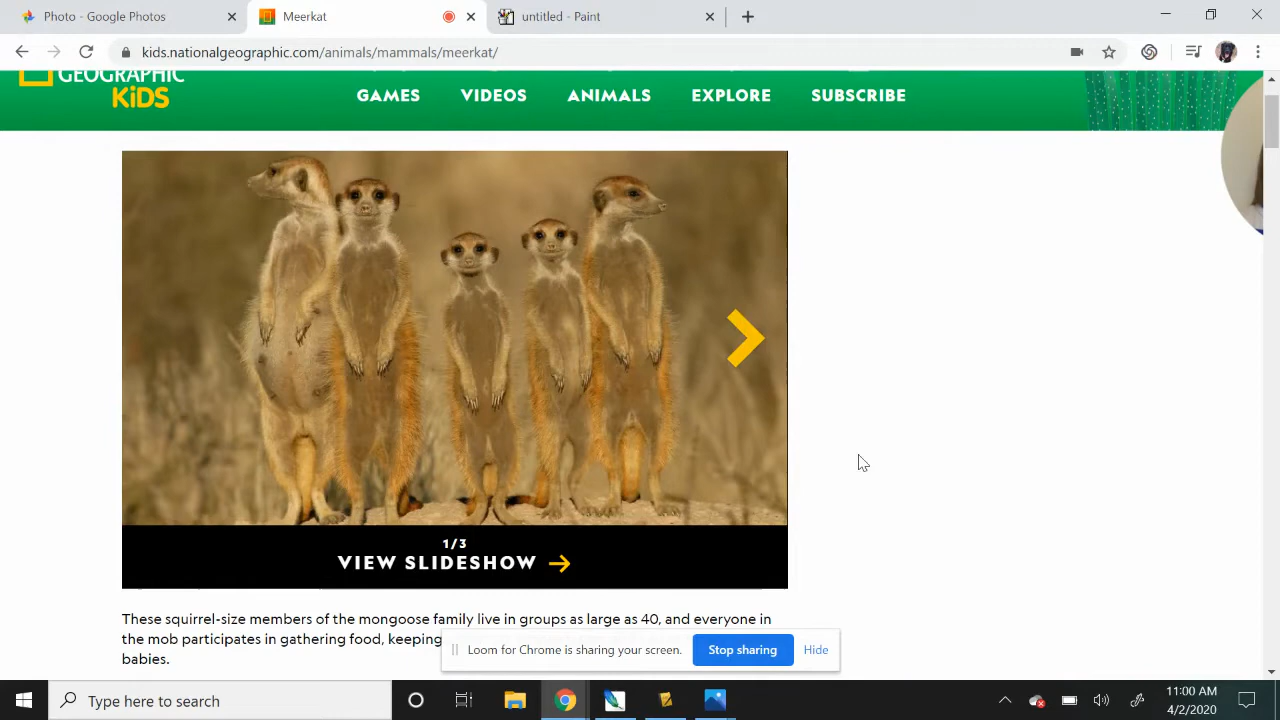 Photo - Google Photos
Meerkat
untitled - Paint
kids.nationalgeographic.com/animals/mammals/meerkat/
GEOGRAPHIC
KiDS
GAMES
VIDEOS
ANIMALS
EXPLORE
SUBSCRIBE
1/3
VIEW SLIDESHOW
These squirrel-size members of the mongoose family live in groups as large as 40, and everyone in
the mob participates in gathering food, keeping
babies.
Loom for Chrome is sharing your screen.
Stop sharing
Hide
Type here to search
11:00 AM
4/2/2020